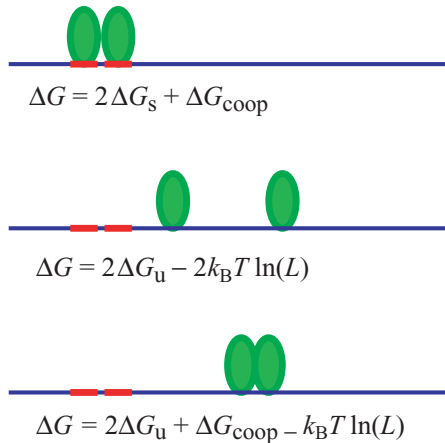 ΔG = 2ΔG_s + ΔG_coop
ΔG = 2ΔG_u – 2k_BT ln(L)
ΔG = 2ΔG_u + ΔG_coop – k_BT ln(L)